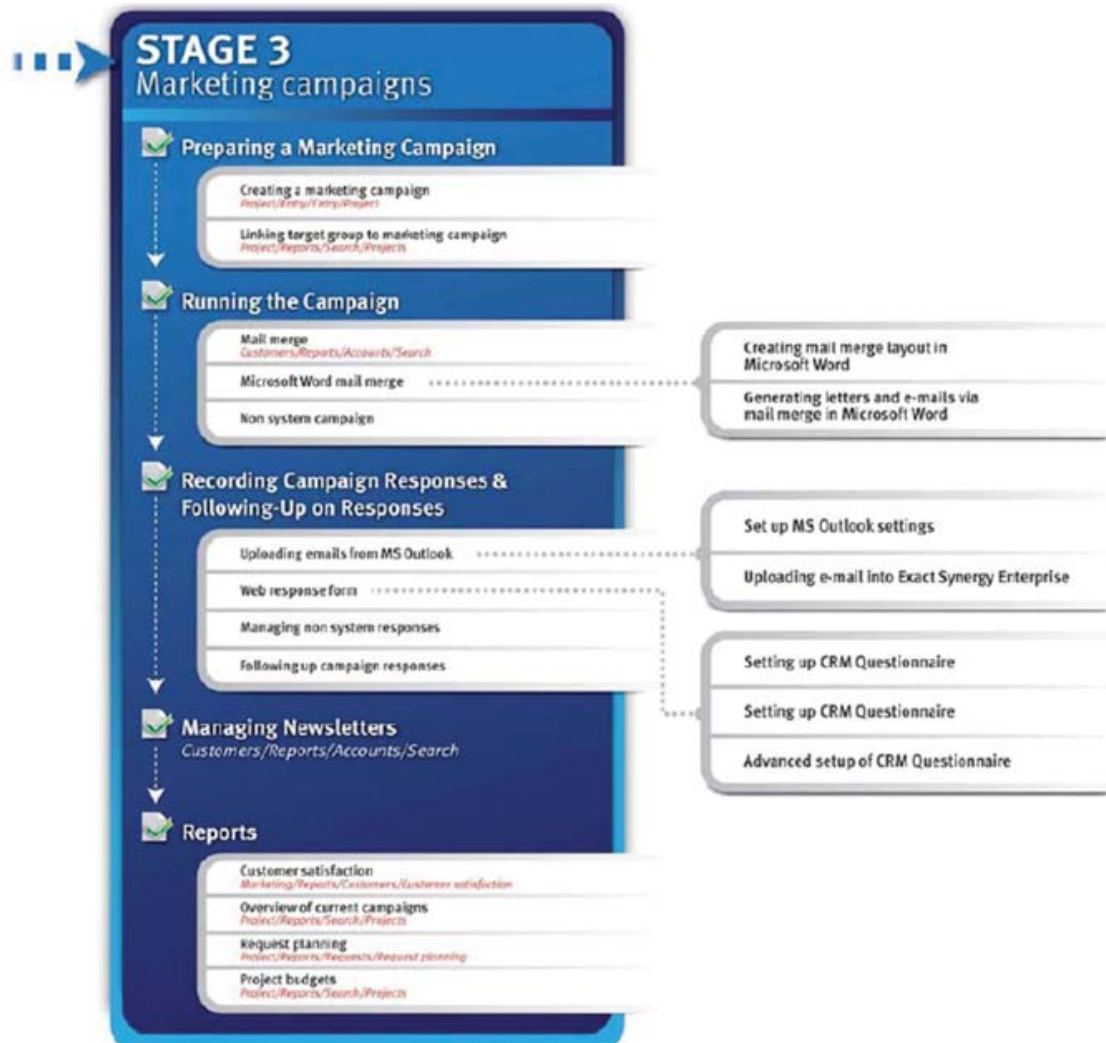 STAGE 3
Marketing campaigns
Preparing a Marketing Campaign
Creating a marketing campaign
Project/Entry/Entry/Project
Linking target group to marketing campaign
Project/Reports/Search/Projects
Running the Campaign
Mail merge
Customers/Reports/Accounts/Search
Microsoft Word mail merge
Non system campaign
Creating mail merge layout in
Microsoft Word
Generating letters and e-mails via
mail merge in Microsoft Word
Recording Campaign Responses &
Following-Up on Responses
Uploading emails from MS Outlook
Web response form
Managing non system responses
Following up campaign responses
Set up MS Outlook settings
Uploading e-mail into Exact Synergy Enterprise
Setting up CRM Questionnaire
Setting up CRM Questionnaire
Advanced setup of CRM Questionnaire
Managing Newsletters
Customers/Reports/Accounts/Search
Reports
Customer satisfaction
Marketing/Reports/Customers/Customer satisfaction
Overview of current campaigns
Project/Reports/Search/Projects
Request planning
Project/Reports/Requests/Request planning
Project budgets
Project/Reports/Search/Projects